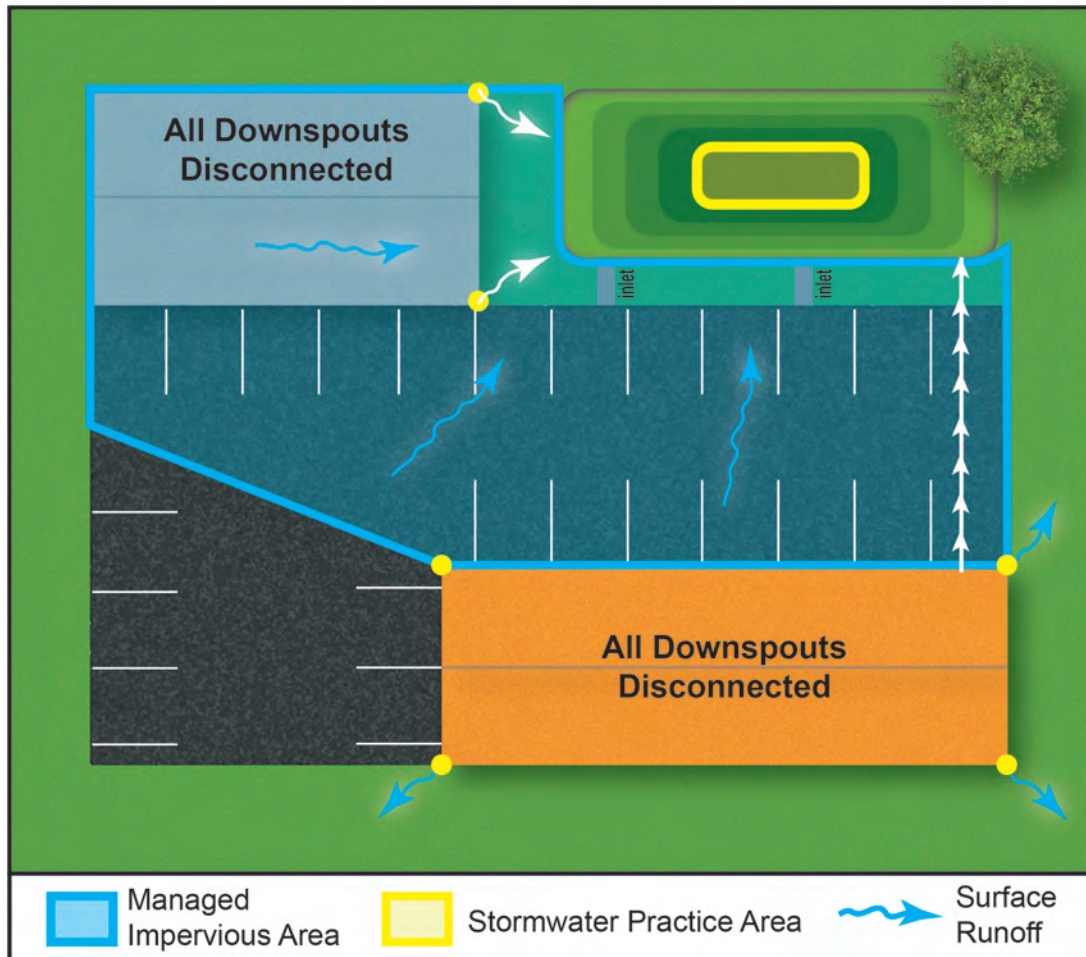 All Downspouts
Disconnected
inlet
inlet
All Downspouts
Disconnected
Managed
Impervious Area
Stormwater Practice Area
Surface
Runoff